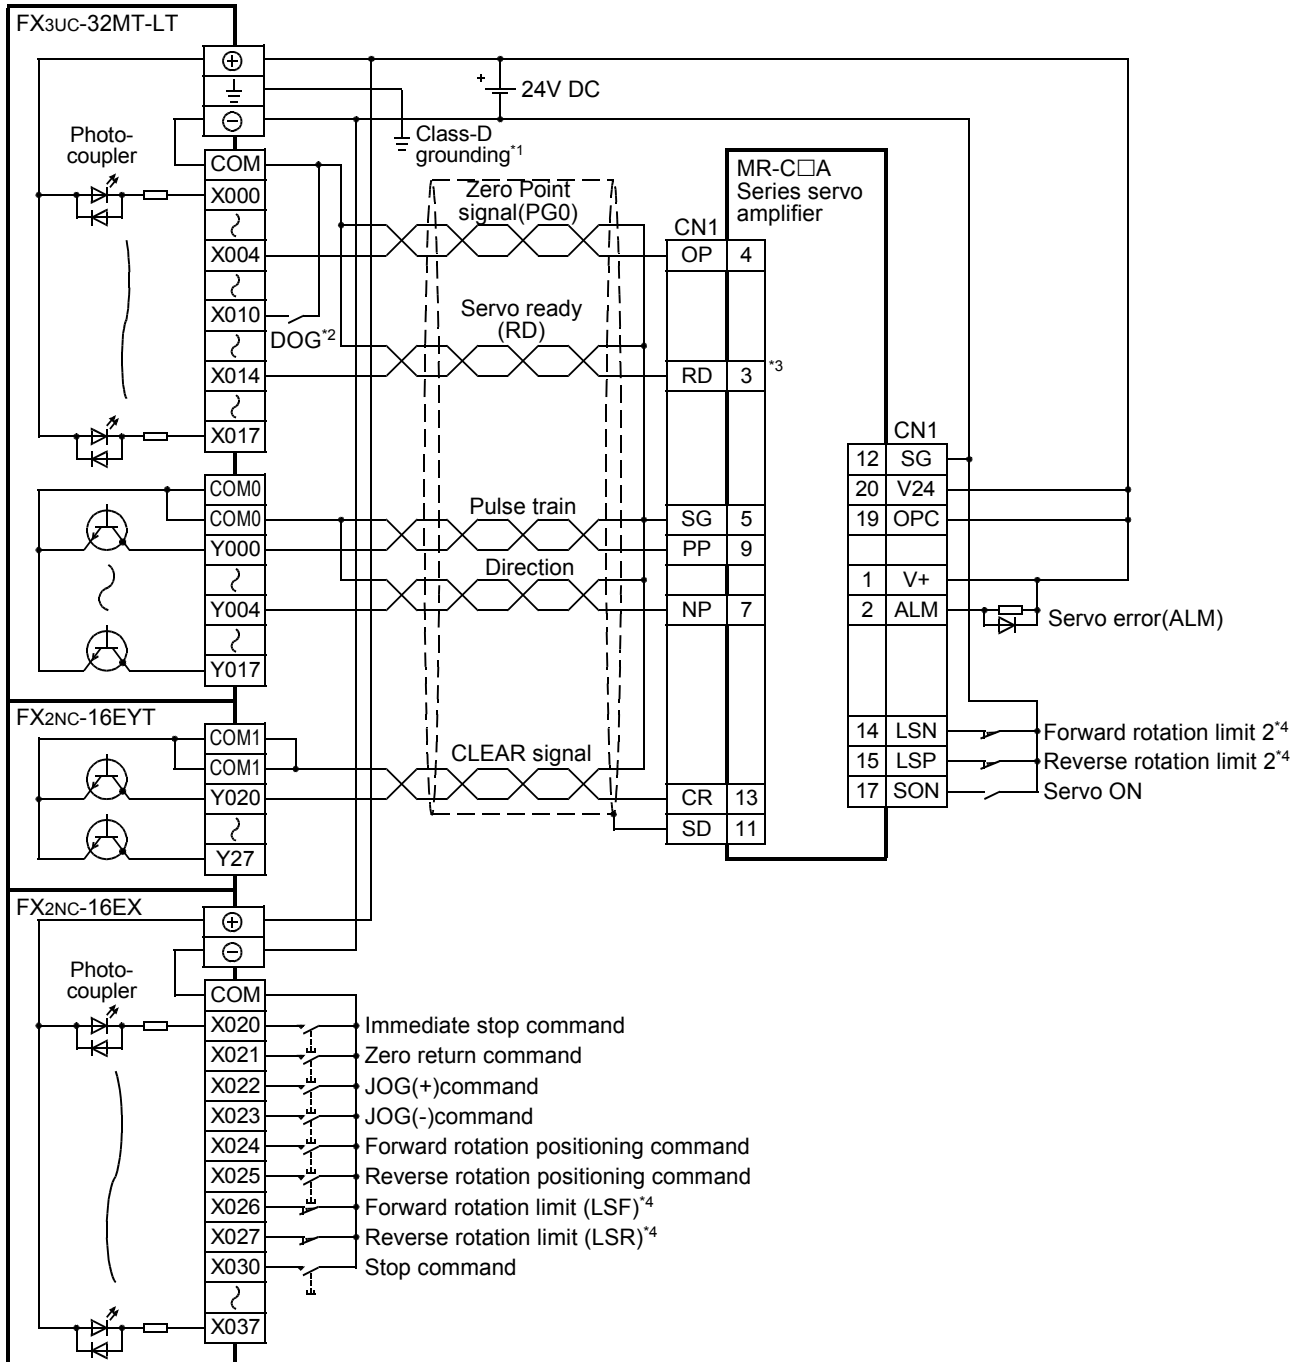 FX3UC-32MT-LT
24V DC
+
Class-D
grounding*1
Photo-
coupler
COM
X000
X004
X010
DOG*2
X014
X017
COM0
COM0
Y000
Y004
Y017
Zero Point
signal(PG0)
Servo ready
(RD)
Pulse train
Direction
CLEAR signal
MR-C□A
Series servo
amplifier
CN1
OP 4
RD 3 *3
SG 5
PP 9
NP 7
CR 13
SD 11
CN1
12 SG
20 V24
19 OPC
1 V+
2 ALM
Servo error(ALM)
14 LSN Forward rotation limit 2*4
15 LSP Reverse rotation limit 2*4
17 SON Servo ON
FX2NC-16EYT
COM1
COM1
Y020
Y27
FX2NC-16EX
Photo-
coupler
COM
X020 Immediate stop command
X021 Zero return command
X022 JOG(+)command
X023 JOG(-)command
X024 Forward rotation positioning command
X025 Reverse rotation positioning command
X026 Forward rotation limit (LSF)*4
X027 Reverse rotation limit (LSR)*4
X030 Stop command
X037